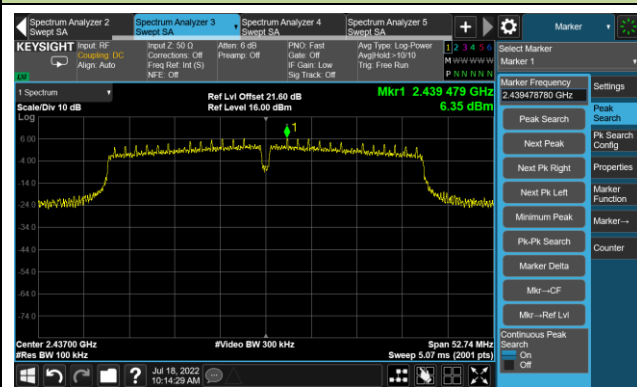 Spectrum Analyzer 2
Swept SA
Spectrum Analyzer 3
Swept SA
Spectrum Analyzer 4
Swept SA
Spectrum Analyzer 5
Swept SA
+
Marker
KEYSIGHT
Input: RF
Coupling: DC
Align: Auto
Input Z: 50 Ω
Corrections: Off
Freq Ref: Int (S)
NFE: Off
Atten: 6 dB
Preamp: Off
PNO: Fast
Gate: Off
IF Gain: Low
Sig Track: Off
Avg Type: Log-Power
Avg|Hold:>10/10
Trig: Free Run
1 2 3 4 5 6
M W W W W W
P N N N N N
Select Marker
Marker 1
1 Spectrum
Scale/Div 10 dB
Log
Ref Lvl Offset 21.60 dB
Ref Level 16.00 dBm
Mkr1 2.439 479 GHz
6.35 dBm
1
6.00
-4.00
-14.0
-24.0
-34.0
-44.0
-54.0
-64.0
-74.0
Center 2.43700 GHz
#Res BW 100 kHz
#Video BW 300 kHz
Span 52.74 MHz
Sweep 5.07 ms (2001 pts)
Marker Frequency
2.439478780 GHz
Peak Search
Next Peak
Next Pk Right
Next Pk Left
Minimum Peak
Pk-Pk Search
Marker Delta
Mkr→CF
Mkr→Ref Lvl
Continuous Peak
Search
On
Off
Settings
Peak
Search
Pk Search
Config
Properties
Marker
Function
Marker→
Counter
?
Jul 18, 2022
10:14:29 AM